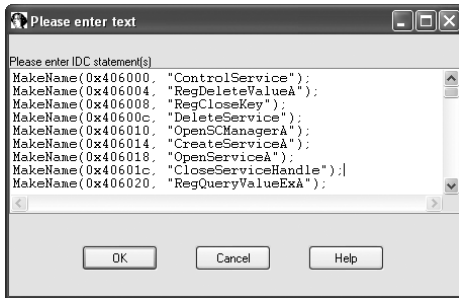 Please enter text
Please enter IDC statement(s)
MakeName(0x406000, "ControlService");
MakeName(0x406004, "RegDeleteValueA");
MakeName(0x406008, "RegCloseKey");
MakeName(0x40600c, "DeleteService");
MakeName(0x406010, "OpenSCManagerA");
MakeName(0x406014, "CreateServiceA");
MakeName(0x406018, "OpenServiceA");
MakeName(0x40601c, "CloseServiceHandle");
MakeName(0x406020, "RegQueryValueExA");
OK Cancel Help